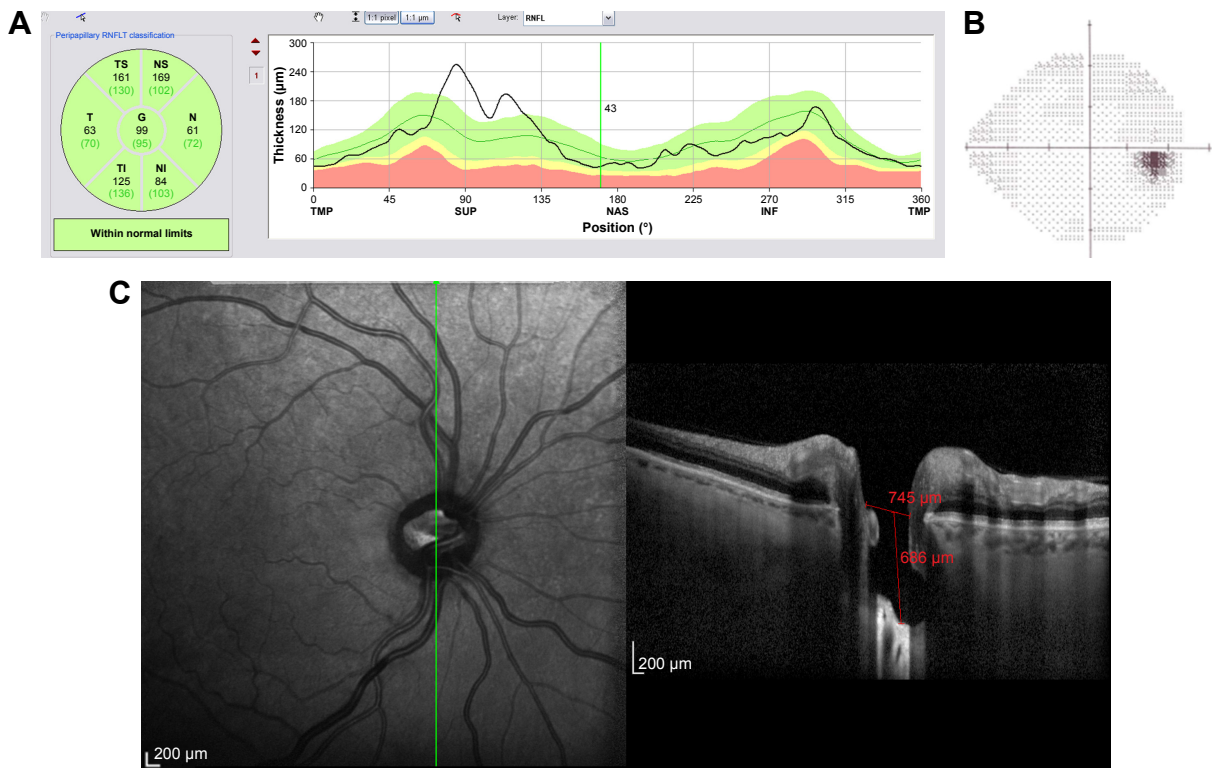 A
B
Layer: RNFL
1:1 pixel 1:1 µm
Peripapillary RNFLT classification
TS
161
(130)
NS
169
(102)
T
63
(70)
G
99
(95)
N
61
(72)
TI
125
(136)
NI
84
(103)
Within normal limits
1
Thickness (µm)
300
240
180
120
60
0
43
0 45 90 135 180 225 270 315 360
TMP SUP NAS INF TMP
Position (°)
C
200 µm
745 µm
686 µm
200 µm